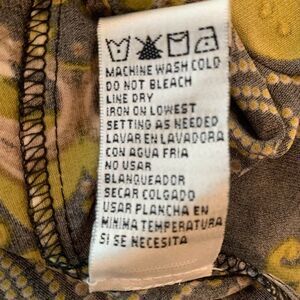 MACHINE WASH COLD
DO NOT BLEACH
LINE DRY
IRON ON LOWEST
SETTING AS NEEDED
LAVAR EN LAVADORA
CON AGUA FRIA
NO USAR
BLANQUEADOR
SECAR COLGADO
USAR PLANCHA EN
MINIMA TEMPERATURA
SI SE NECESITA